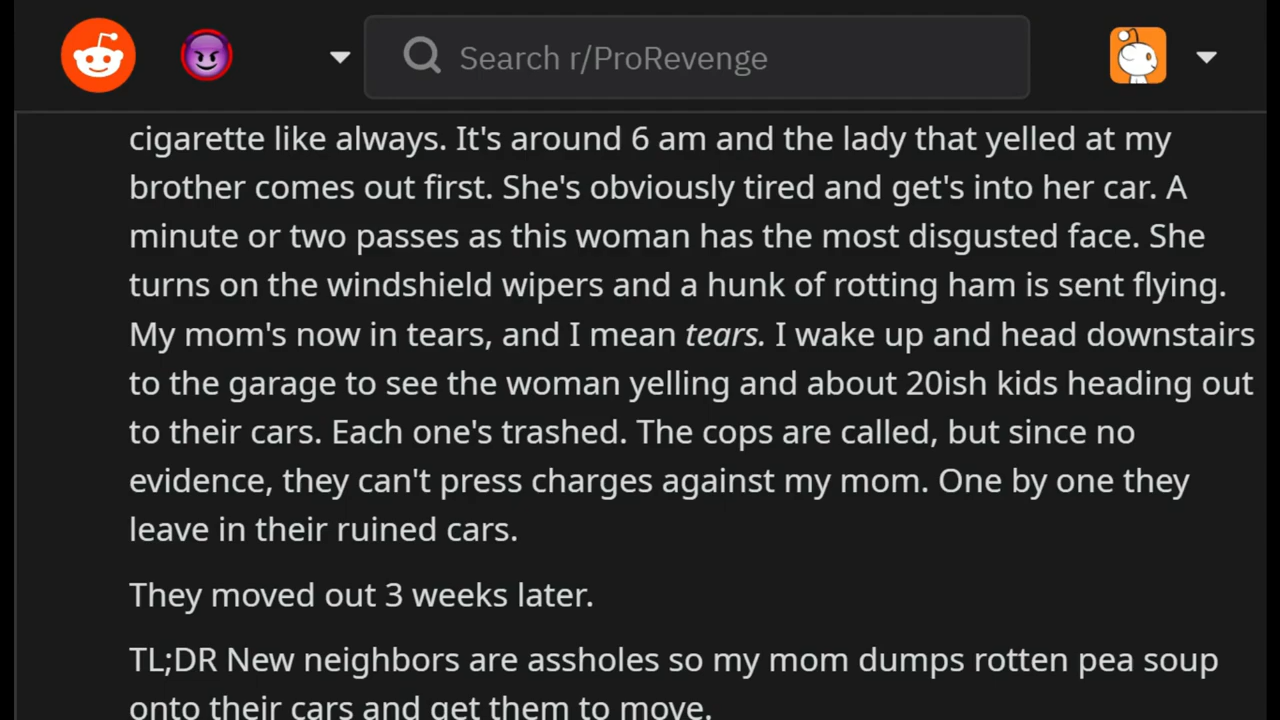 Search r/ProRevenge
cigarette like always. It's around 6 am and the lady that yelled at my
brother comes out first. She's obviously tired and get's into her car. A
minute or two passes as this woman has the most disgusted face. She
turns on the windshield wipers and a hunk of rotting ham is sent flying.
My mom's now in tears, and I mean tears. I wake up and head downstairs
to the garage to see the woman yelling and about 20ish kids heading out
to their cars. Each one's trashed. The cops are called, but since no
evidence, they can't press charges against my mom. One by one they
leave in their ruined cars.
They moved out 3 weeks later.
TL;DR New neighbors are assholes so my mom dumps rotten pea soup
onto their cars and get them to move.